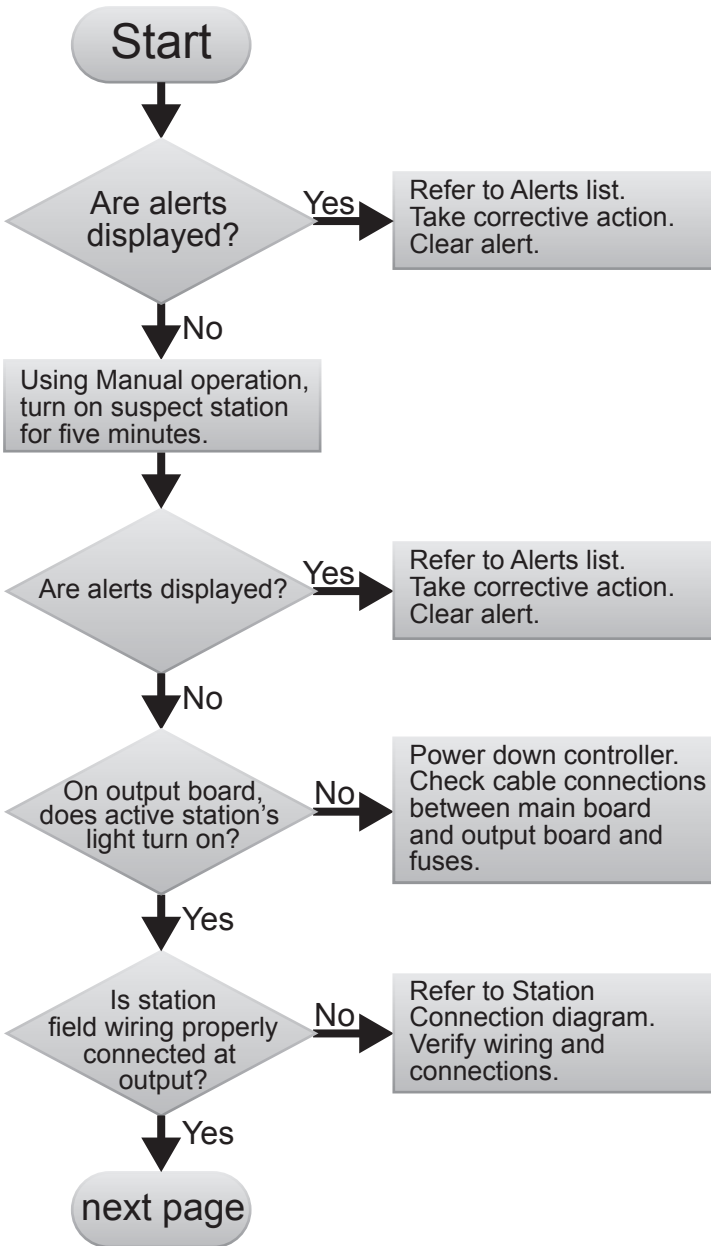 Start
Are alerts
displayed?
Yes
Refer to Alerts list.
Take corrective action.
Clear alert.
No
Using Manual operation,
turn on suspect station
for five minutes.
Are alerts displayed?
Yes
Refer to Alerts list.
Take corrective action.
Clear alert.
No
On output board,
does active station's
light turn on?
No
Power down controller.
Check cable connections
between main board
and output board and
fuses.
Yes
Is station
field wiring properly
connected at
output?
No
Refer to Station
Connection diagram.
Verify wiring and
connections.
Yes
next page